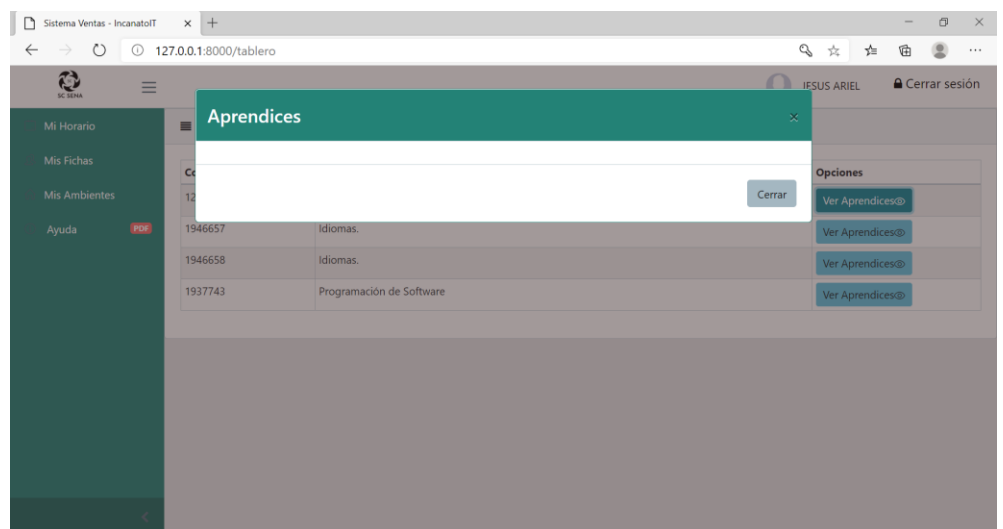 Sistema Ventas - IncanatoIT
127.0.0.1:8000/tablero
SC SENA
JESUS ARIEL
Cerrar sesión
Aprendices
Mi Horario
Mis Fichas
Mis Ambientes
Ayuda PDF
Opciones
Cerrar
Ver Aprendices
1946657 Idiomas. Ver Aprendices
1946658 Idiomas. Ver Aprendices
1937743 Programación de Software Ver Aprendices